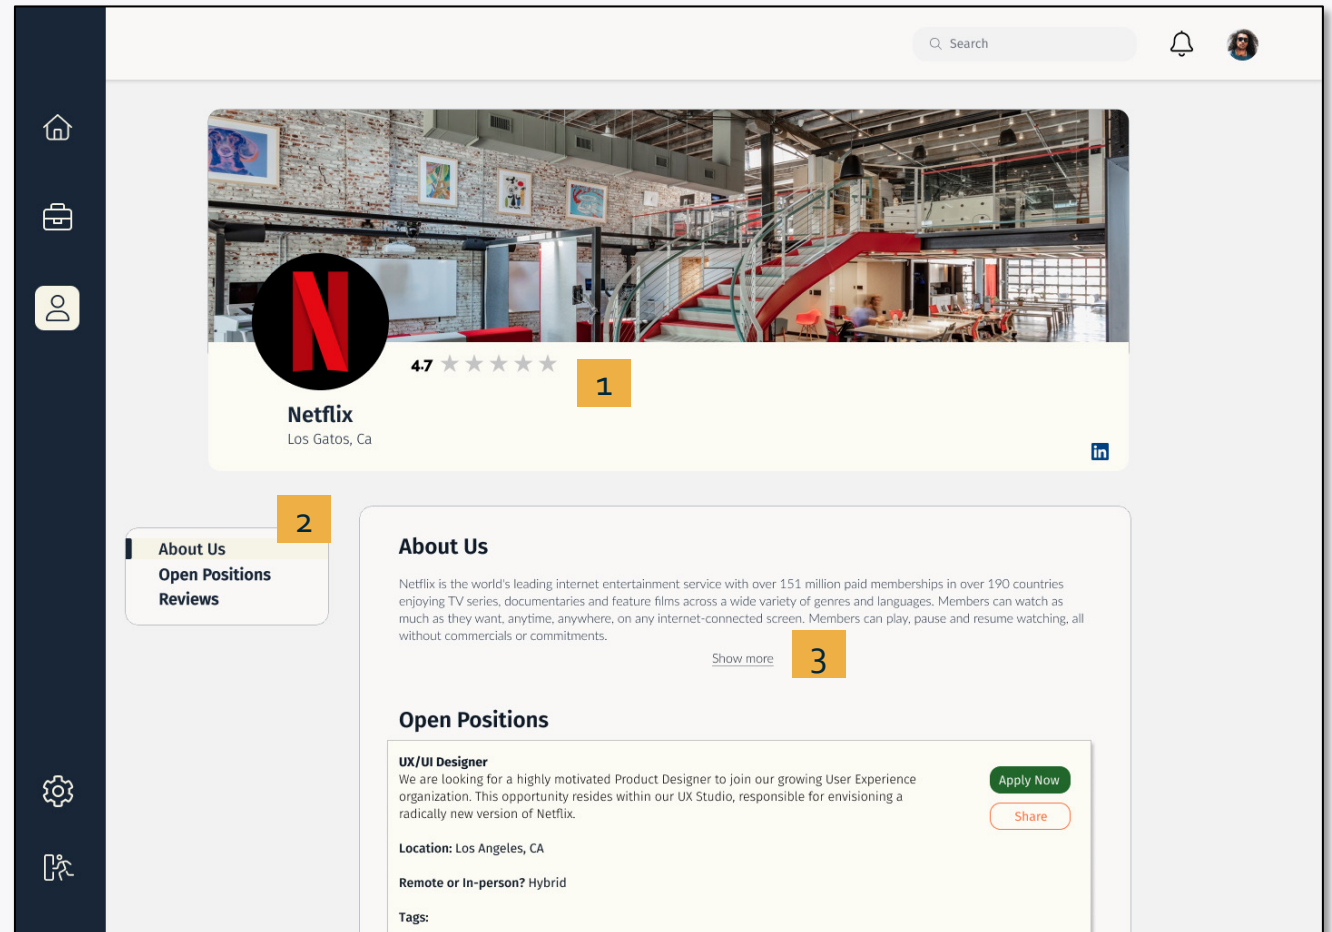 Search
4.7
1
Netflix
Los Gatos, Ca
in
2
About Us
Open Positions
Reviews
About Us
Netflix is the world's leading internet entertainment service with over 151 million paid memberships in over 190 countries
enjoying TV series, documentaries and feature films across a wide variety of genres and languages. Members can watch as
much as they want, anytime, anywhere, on any internet-connected screen. Members can play, pause and resume watching, all
without commercials or commitments.
Show more
3
Open Positions
UX/UI Designer
We are looking for a highly motivated Product Designer to join our growing User Experience
organization. This opportunity resides within our UX Studio, responsible for envisioning a
radically new version of Netflix.
Apply Now
Share
Location: Los Angeles, CA
Remote or In-person? Hybrid
Tags: